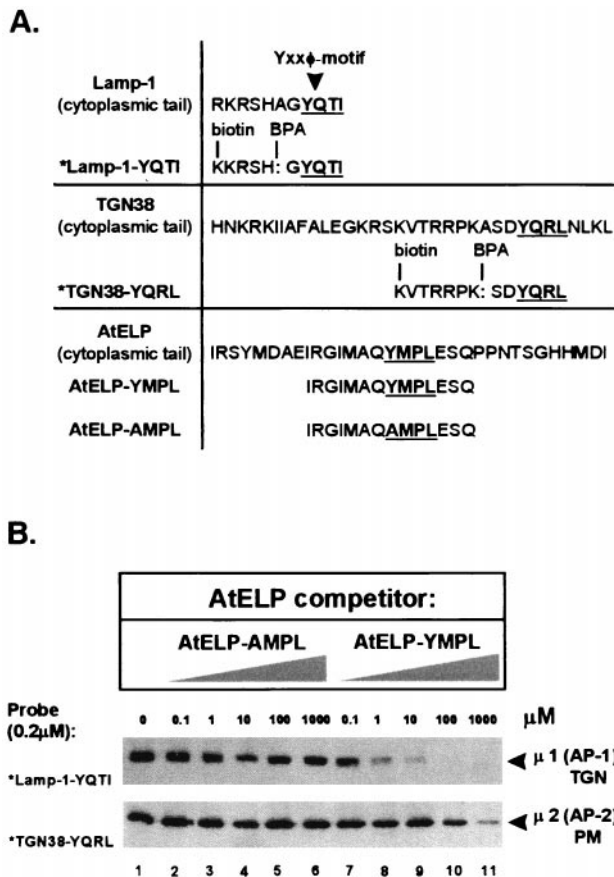 A.
Yxxϕ-motif
Lamp-1
(cytoplasmic tail) RKRSHAGYQTI
biotin BPA
*Lamp-1-YQTI KKRSH: GYQTI
TGN38
(cytoplasmic tail) HNKRKIIAFALEGKRSKVTRRPKASDYQRLNLKL
biotin BPA
*TGN38-YQRL KVTRRPK: SDYQRL
AtELP
(cytoplasmic tail) IRSYMDAEIRGIMAQYMPLESQPPNTSGHHMDI
AtELP-YMPL IRGIMAQYMPLESQ
AtELP-AMPL IRGIMAQAMPLESQ
B.
AtELP competitor:
AtELP-AMPL AtELP-YMPL
Probe
(0.2μM): 0 0.1 1 10 100 1000 0.1 1 10 100 1000 μM
*Lamp-1-YQTI μ1 (AP-1)
TGN
*TGN38-YQRL μ2 (AP-2)
PM
1 2 3 4 5 6 7 8 9 10 11